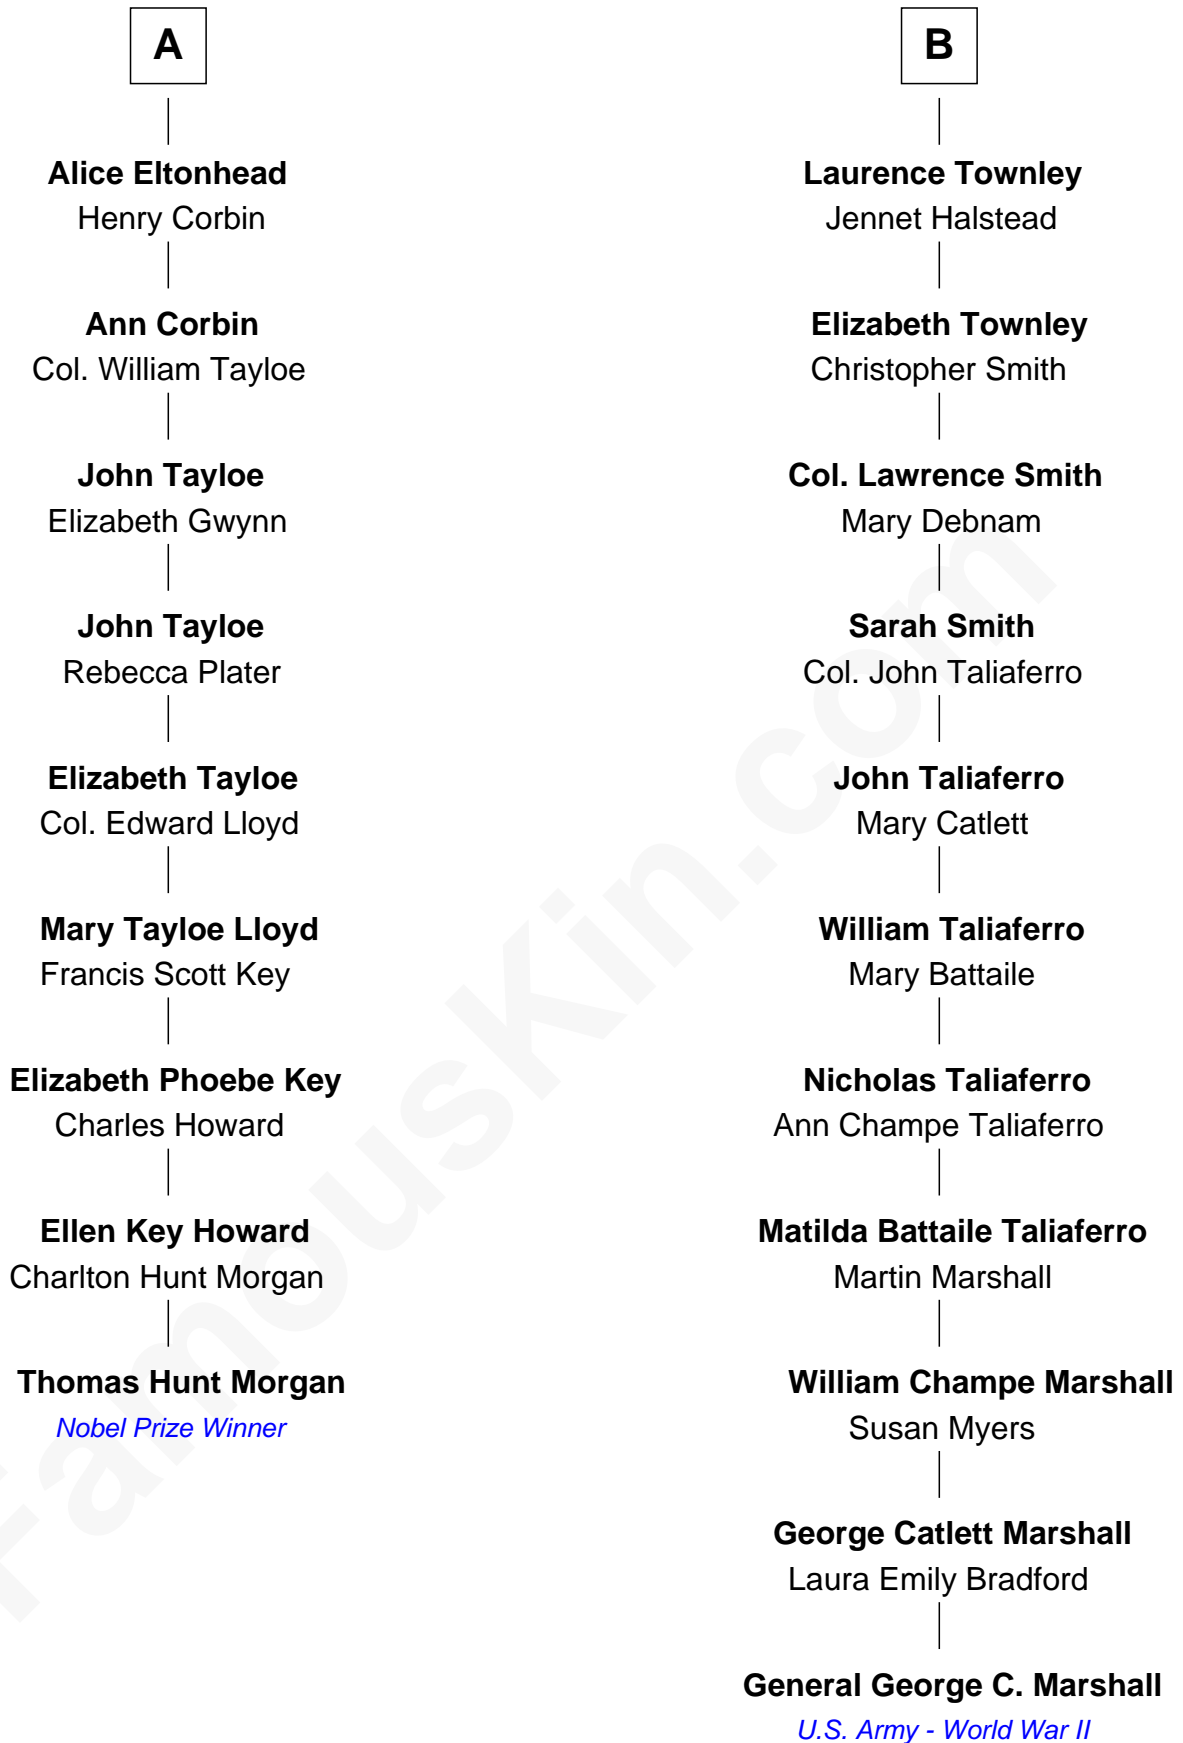 A
Alice Eltonhead
Henry Corbin
Ann Corbin
Col. William Tayloe
John Tayloe
Elizabeth Gwynn
John Tayloe
Rebecca Plater
Elizabeth Tayloe
Col. Edward Lloyd
Mary Tayloe Lloyd
Francis Scott Key
Elizabeth Phoebe Key
Charles Howard
Ellen Key Howard
Charlton Hunt Morgan
Thomas Hunt Morgan
Nobel Prize Winner
B
Laurence Townley
Jennet Halstead
Elizabeth Townley
Christopher Smith
Col. Lawrence Smith
Mary Debnam
Sarah Smith
Col. John Taliaferro
John Taliaferro
Mary Catlett
William Taliaferro
Mary Battaile
Nicholas Taliaferro
Ann Champe Taliaferro
Matilda Battaile Taliaferro
Martin Marshall
William Champe Marshall
Susan Myers
George Catlett Marshall
Laura Emily Bradford
General George C. Marshall
U.S. Army - World War II
FamousKin.com